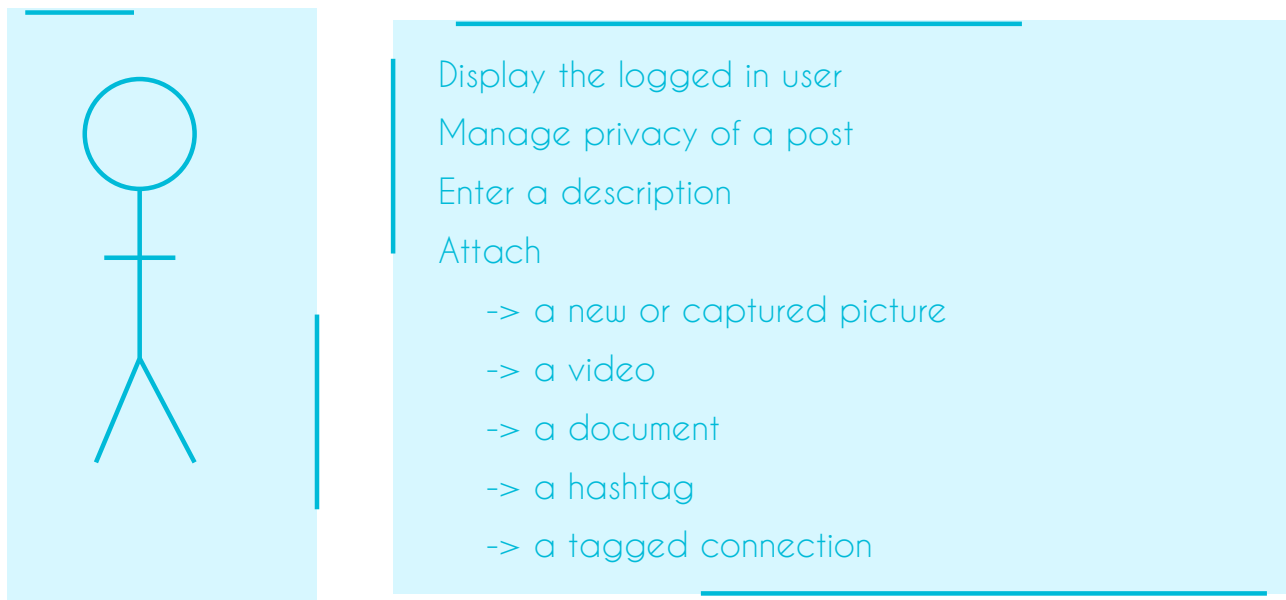 Display the logged in user
Manage privacy of a post
Enter a description
Attach
-> a new or captured picture
-> a video
-> a document
-> a hashtag
-> a tagged connection